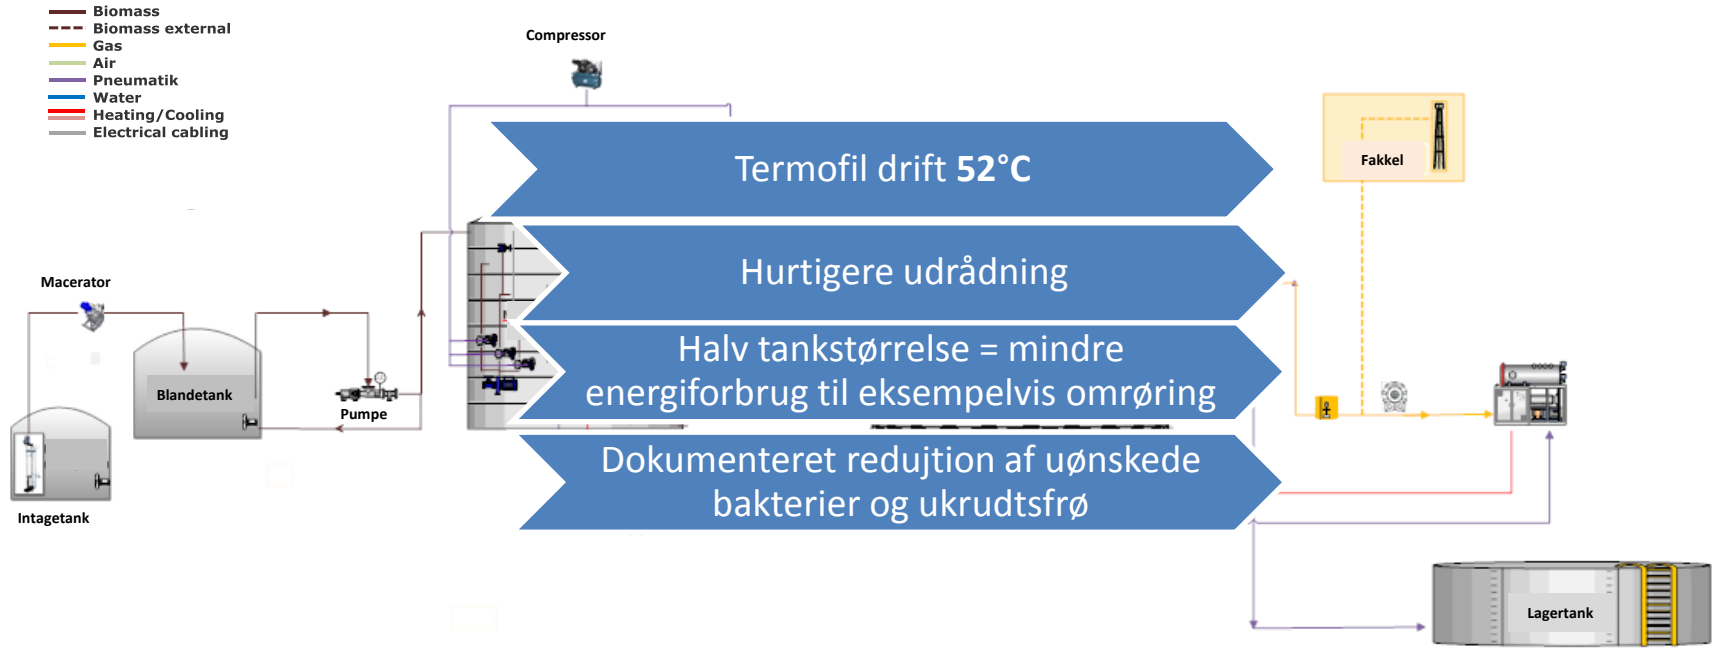 Biomass
Biomass external
Gas
Air
Pneumatik
Water
Heating/Cooling
Electrical cabling
Compressor
Termofil drift 52°C
Fakkel
Hurtigere udrådning
Macerator
Halv tankstørrelse = mindre
energiforbrug til eksempelvis omrøring
Blandetank
Pumpe
Dokumenteret redujtion af uønskede
bakterier og ukrudtsfrø
Intagetank
Lagertank